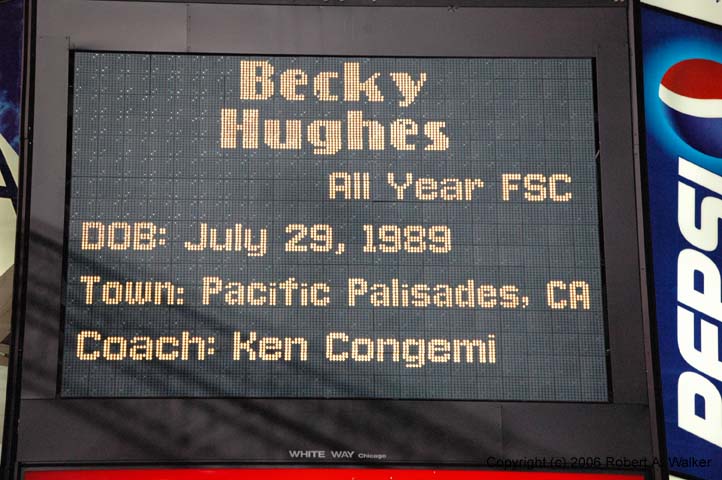 Becky
Hughes
All Year FSC
DOB: July 29, 1989
Town: Pacific Palisades, CA
Coach: Ken Congemi
PEPSI
WHITE WAY Chicago
Copyright (c) 2006 Robert A. Walker